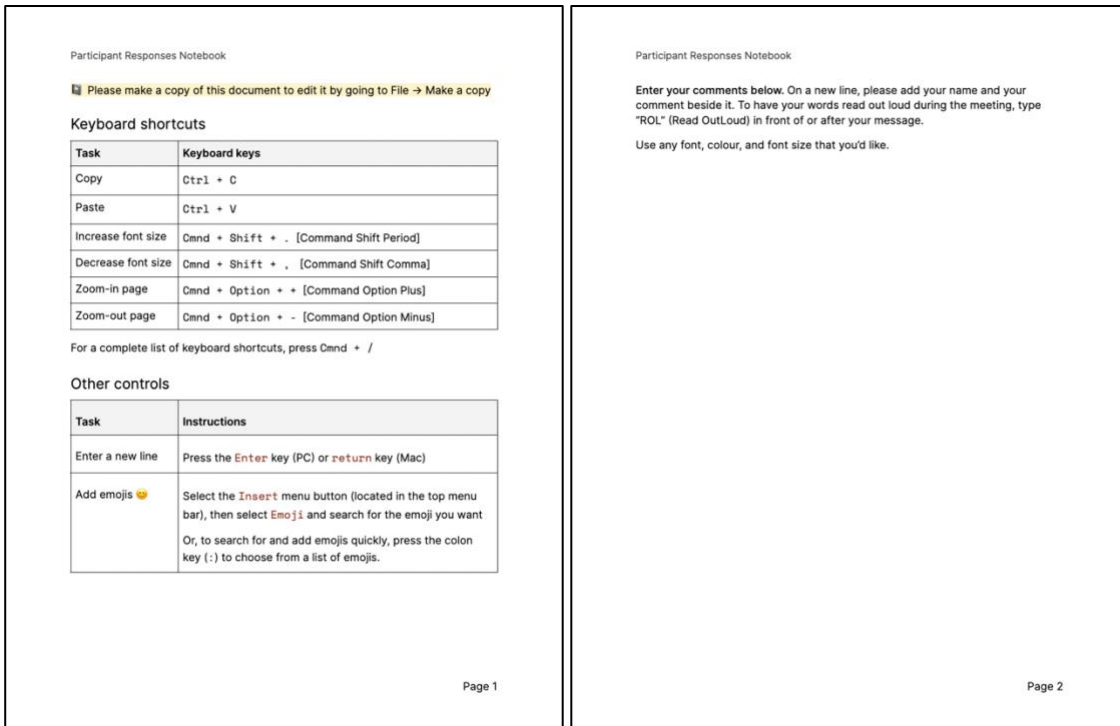 Participant Responses Notebook
📓 Please make a copy of this document to edit it by going to File → Make a copy
Keyboard shortcuts
Task Keyboard keys
Copy Ctrl + C
Paste Ctrl + V
Increase font size Cmnd + Shift + . [Command Shift Period]
Decrease font size Cmnd + Shift + , [Command Shift Comma]
Zoom-in page Cmnd + Option + + [Command Option Plus]
Zoom-out page Cmnd + Option + - [Command Option Minus]
For a complete list of keyboard shortcuts, press Cmnd + /
Other controls
Task Instructions
Enter a new line Press the Enter key (PC) or return key (Mac)
Add emojis 😊 Select the Insert menu button (located in the top menu
bar), then select Emoji and search for the emoji you want
Or, to search for and add emojis quickly, press the colon
key (:) to choose from a list of emojis.
Page 1
Participant Responses Notebook
Enter your comments below. On a new line, please add your name and your
comment beside it. To have your words read out loud during the meeting, type
"ROL" (Read OutLoud) in front of or after your message.
Use any font, colour, and font size that you'd like.
Page 2